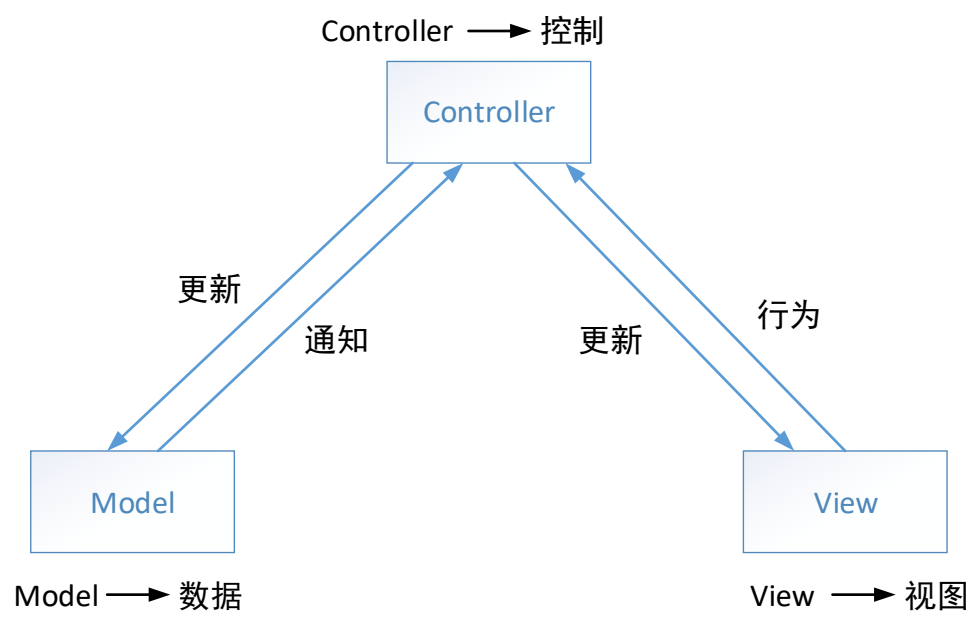 Controller → 控制
Controller
更新
通知
更新
行为
Model
View
Model → 数据
View → 视图